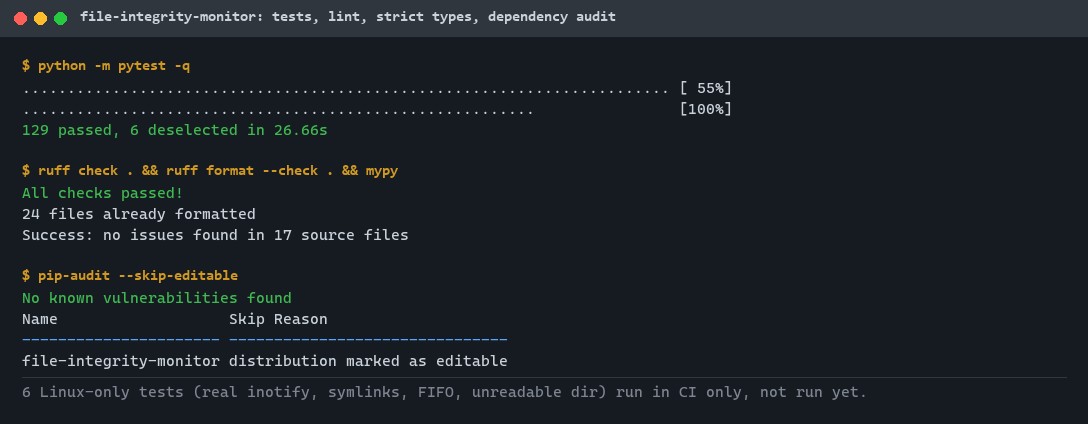 file-integrity-monitor: tests, lint, strict types, dependency audit
$ python -m pytest -q
........................................................................ [ 55%]
.........................................................                [100%]
129 passed, 6 deselected in 26.66s
$ ruff check . && ruff format --check . && mypy
All checks passed!
24 files already formatted
Success: no issues found in 17 source files
$ pip-audit --skip-editable
No known vulnerabilities found
Name                   Skip Reason
---------------------- -------------------------------
file-integrity-monitor distribution marked as editable
6 Linux-only tests (real inotify, symlinks, FIFO, unreadable dir) run in CI only, not run yet.